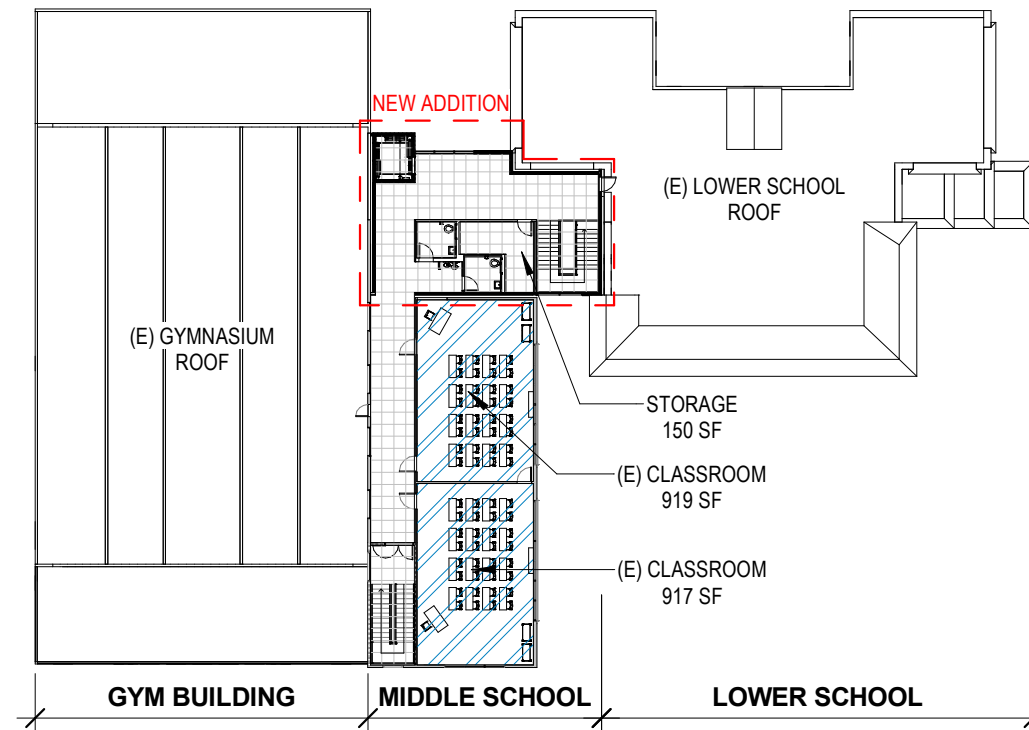 NEW ADDITION
(E) LOWER SCHOOL
ROOF
(E) GYMNASIUM
ROOF
STORAGE
150 SF
(E) CLASSROOM
919 SF
(E) CLASSROOM
917 SF
GYM BUILDING
MIDDLE SCHOOL
LOWER SCHOOL